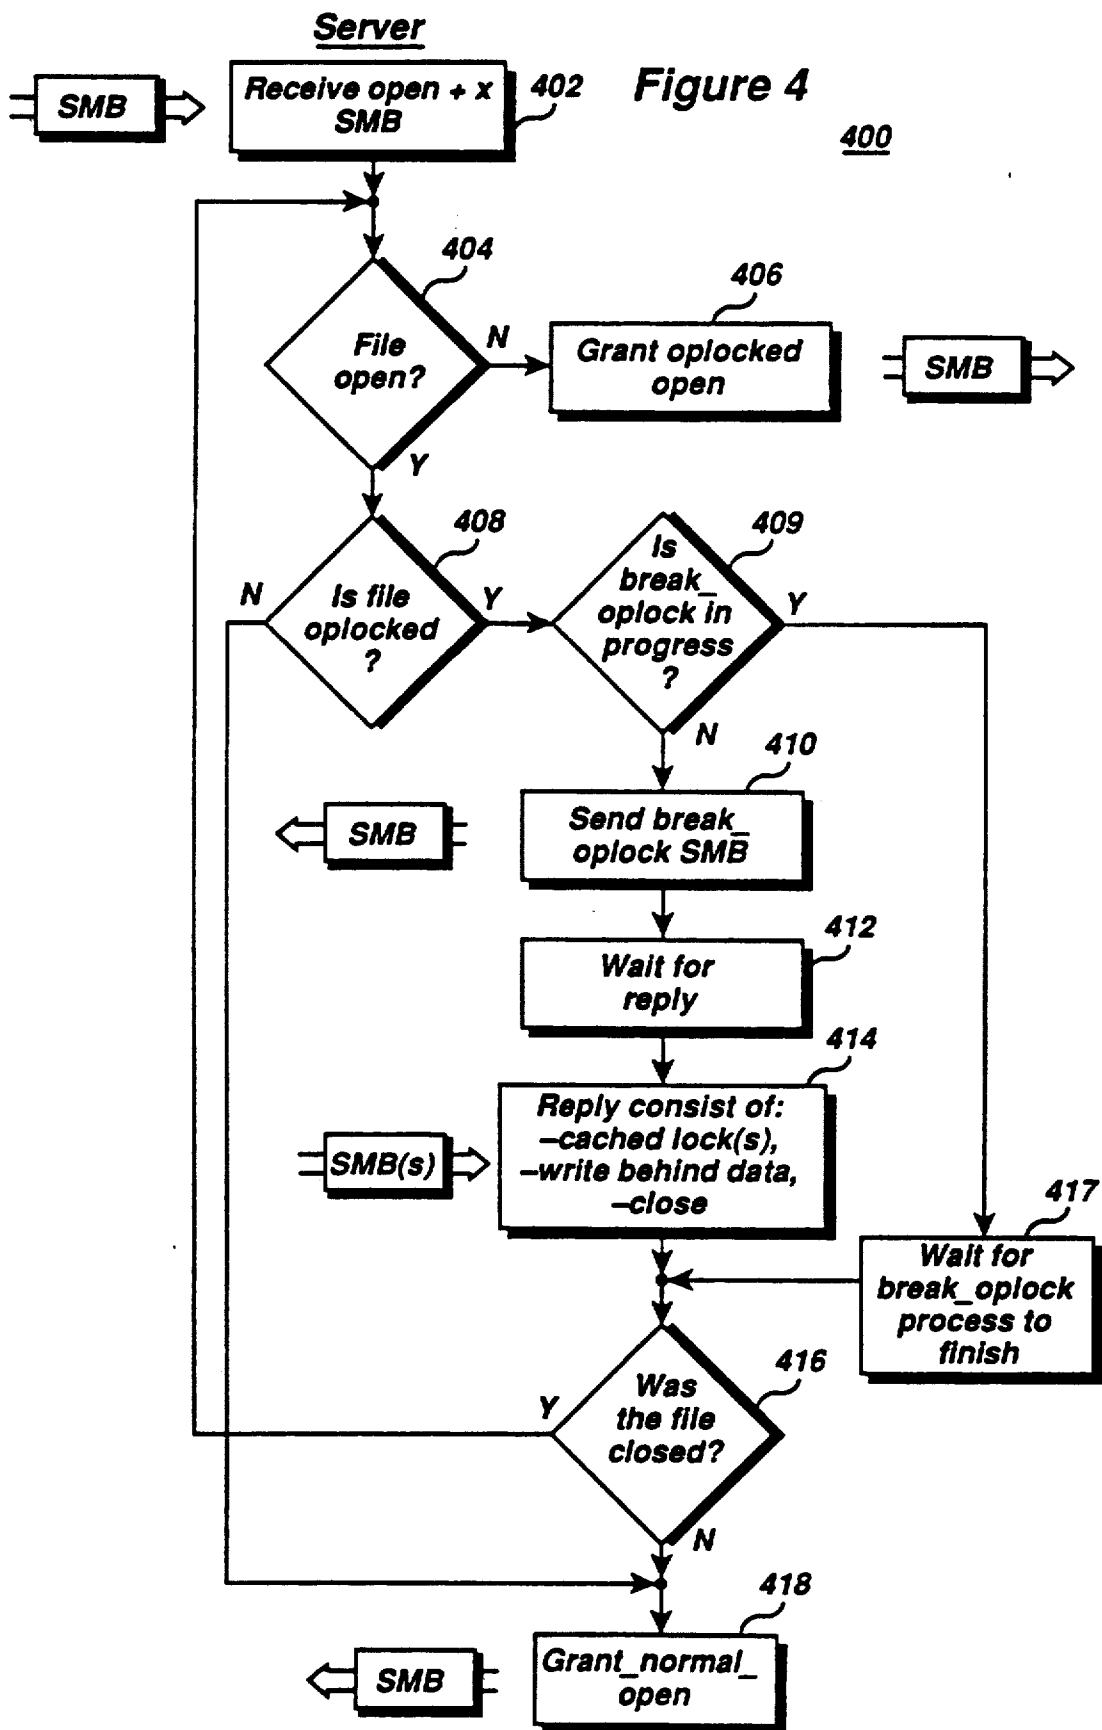 Server
SMB
Receive open + x
SMB
402
Figure 4
400
404
File
open?
N
Y
406
Grant oplocked
open
SMB
408
N
Is file
oplocked
?
Y
409
Is
break_
oplock in
progress
?
Y
N
410
SMB
Send break_
oplock SMB
412
Wait for
reply
414
SMB(s)
Reply consist of:
–cached lock(s),
–write behind data,
–close
417
Wait for
break_oplock
process to
finish
416
Y
Was
the file
closed?
N
418
SMB
Grant_normal_
open